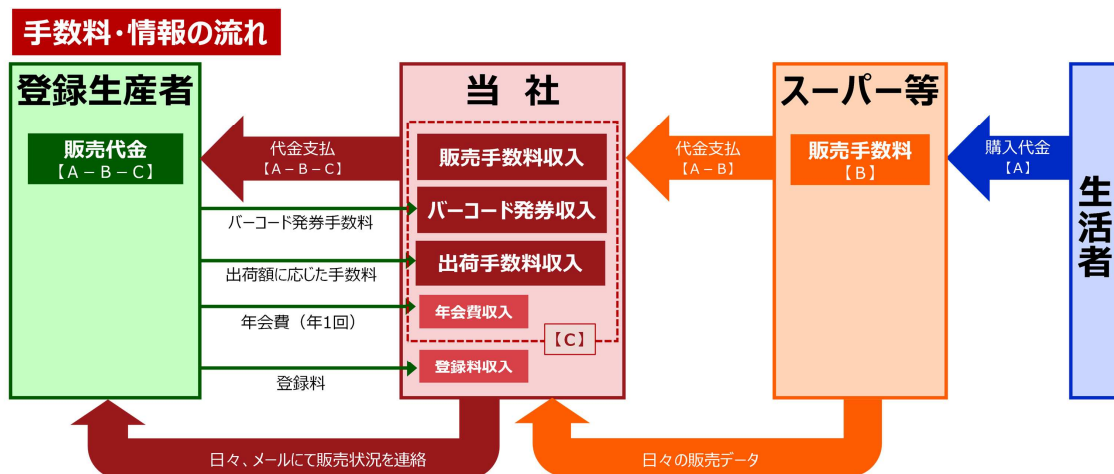 手数料・情報の流れ
登録生産者
販売代金
【A－B－C】
代金支払
【A－B－C】
バーコード発券手数料
出荷額に応じた手数料
年会費（年1回）
登録料
当 社
販売手数料収入
バーコード発券収入
出荷手数料収入
年会費収入
【C】
登録料収入
代金支払
【A－B】
スーパー等
販売手数料
【B】
購入代金
【A】
生活者
日々、メールにて販売状況を連絡
日々の販売データ